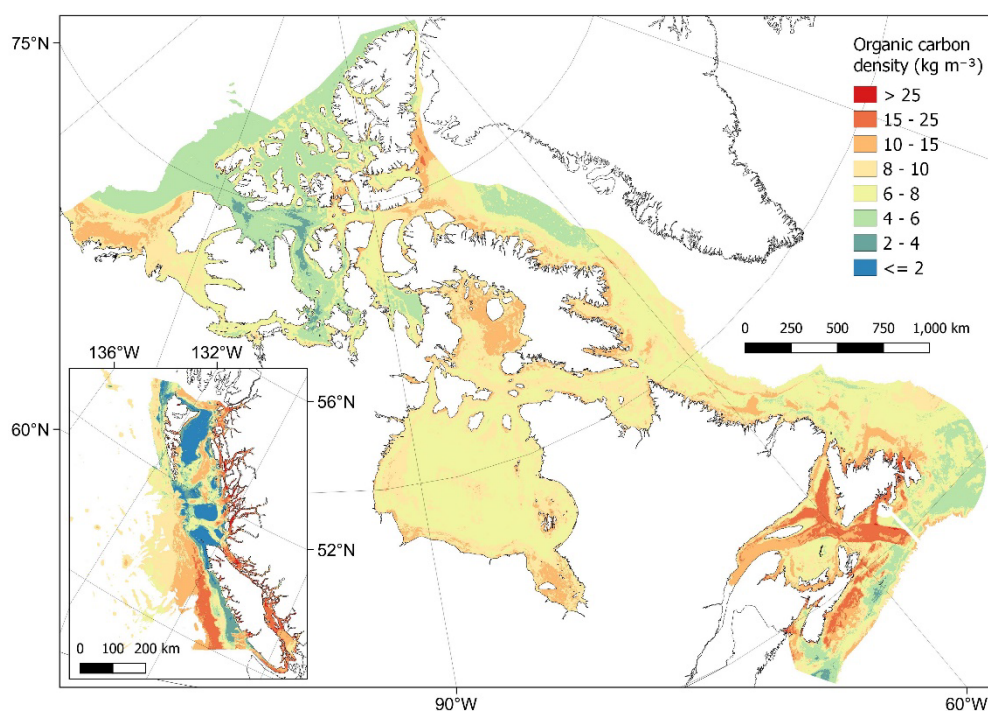 75°N
Organic carbon
density (kg m⁻³)
> 25
15 - 25
10 - 15
8 - 10
6 - 8
4 - 6
2 - 4
<= 2
0 250 500 750 1,000 km
136°W 132°W
56°N
60°N
52°N
0 100 200 km
90°W 60°W